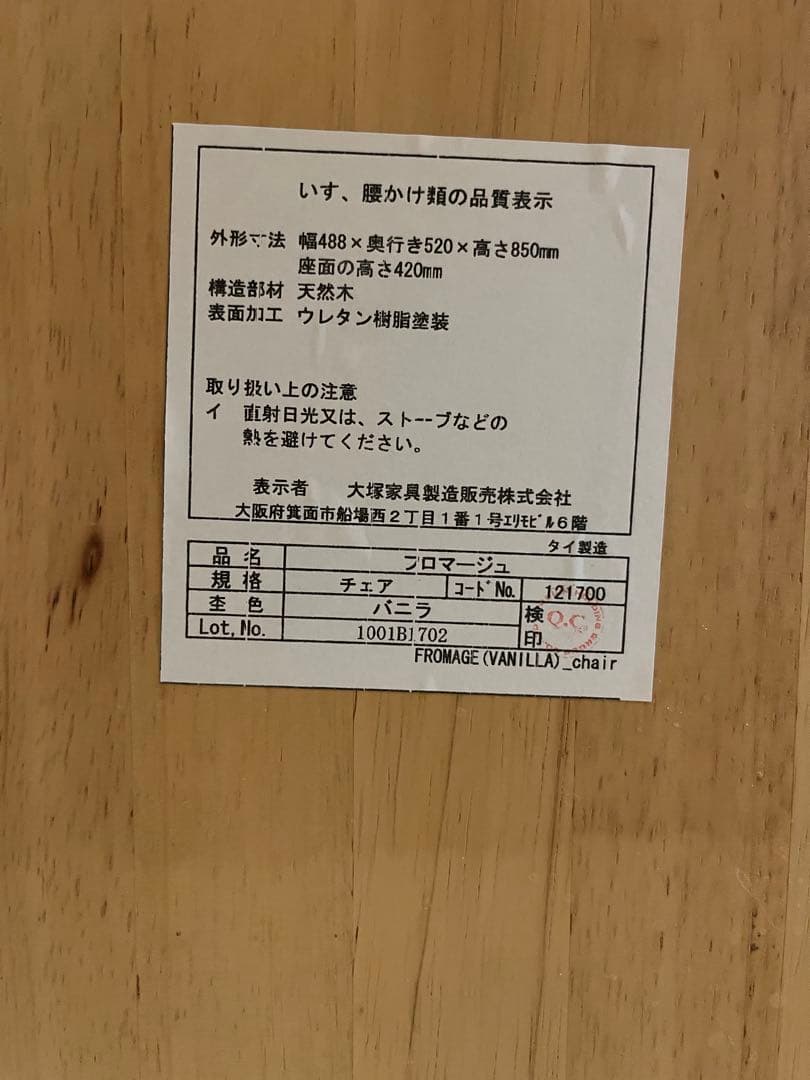 いす、腰かけ類の品質表示
外形寸法 幅488×奥行き520×高さ850mm
座面の高さ420mm
構造部材 天然木
表面加工 ウレタン樹脂塗装
取り扱い上の注意
イ 直射日光又は、ストーブなどの
熱を避けてください。
表示者 大塚家具製造販売株式会社
大阪府箕面市船場西2丁目1番1号ｴﾘﾓﾋﾞﾙ6階
タイ製造
品名 フロマージュ
規格 チェア ｺｰﾄﾞNo. 121700
杢色 バニラ 検印 Q.C
Lot,No. 1001B1702
FROMAGE(VANILLA)_chair